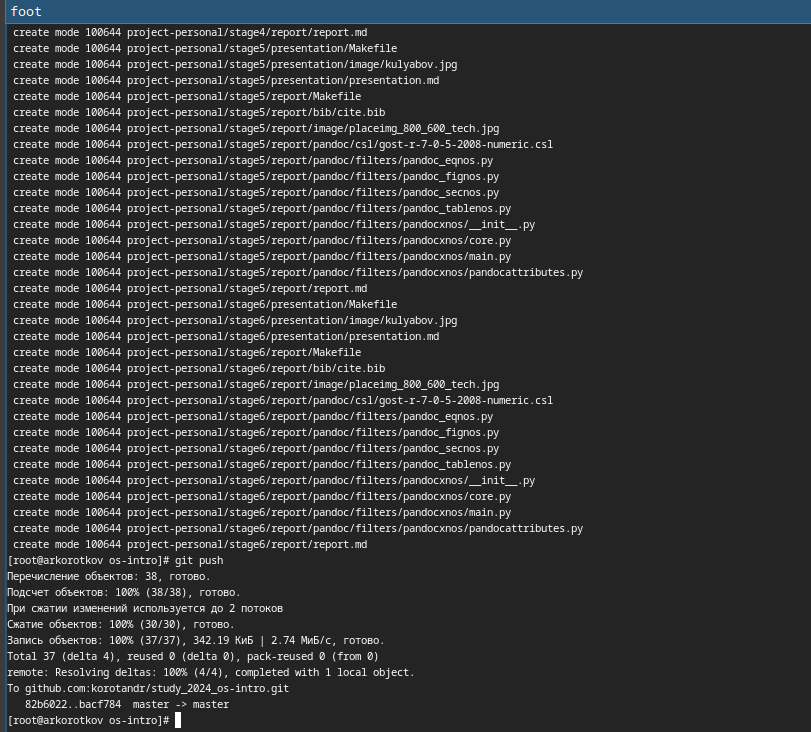 foot
create mode 100644 project-personal/stage4/report/report.md
create mode 100644 project-personal/stage5/presentation/Makefile
create mode 100644 project-personal/stage5/presentation/image/kulyabov.jpg
create mode 100644 project-personal/stage5/presentation/presentation.md
create mode 100644 project-personal/stage5/report/Makefile
create mode 100644 project-personal/stage5/report/bib/cite.bib
create mode 100644 project-personal/stage5/report/image/placeimg_800_600_tech.jpg
create mode 100644 project-personal/stage5/report/pandoc/csl/gost-r-7-0-5-2008-numeric.csl
create mode 100644 project-personal/stage5/report/pandoc/filters/pandoc_eqnos.py
create mode 100644 project-personal/stage5/report/pandoc/filters/pandoc_fignos.py
create mode 100644 project-personal/stage5/report/pandoc/filters/pandoc_secnos.py
create mode 100644 project-personal/stage5/report/pandoc/filters/pandoc_tablenos.py
create mode 100644 project-personal/stage5/report/pandoc/filters/pandocxnos/__init__.py
create mode 100644 project-personal/stage5/report/pandoc/filters/pandocxnos/core.py
create mode 100644 project-personal/stage5/report/pandoc/filters/pandocxnos/main.py
create mode 100644 project-personal/stage5/report/pandoc/filters/pandocxnos/pandocattributes.py
create mode 100644 project-personal/stage5/report/report.md
create mode 100644 project-personal/stage6/presentation/Makefile
create mode 100644 project-personal/stage6/presentation/image/kulyabov.jpg
create mode 100644 project-personal/stage6/presentation/presentation.md
create mode 100644 project-personal/stage6/report/Makefile
create mode 100644 project-personal/stage6/report/bib/cite.bib
create mode 100644 project-personal/stage6/report/image/placeimg_800_600_tech.jpg
create mode 100644 project-personal/stage6/report/pandoc/csl/gost-r-7-0-5-2008-numeric.csl
create mode 100644 project-personal/stage6/report/pandoc/filters/pandoc_eqnos.py
create mode 100644 project-personal/stage6/report/pandoc/filters/pandoc_fignos.py
create mode 100644 project-personal/stage6/report/pandoc/filters/pandoc_secnos.py
create mode 100644 project-personal/stage6/report/pandoc/filters/pandoc_tablenos.py
create mode 100644 project-personal/stage6/report/pandoc/filters/pandocxnos/__init__.py
create mode 100644 project-personal/stage6/report/pandoc/filters/pandocxnos/core.py
create mode 100644 project-personal/stage6/report/pandoc/filters/pandocxnos/main.py
create mode 100644 project-personal/stage6/report/pandoc/filters/pandocxnos/pandocattributes.py
create mode 100644 project-personal/stage6/report/report.md
[root@arkorotkov os-intro]# git push
Перечисление объектов: 38, готово.
Подсчет объектов: 100% (38/38), готово.
При сжатии изменений используется до 2 потоков
Сжатие объектов: 100% (30/30), готово.
Запись объектов: 100% (37/37), 342.19 КиБ | 2.74 МиБ/с, готово.
Total 37 (delta 4), reused 0 (delta 0), pack-reused 0 (from 0)
remote: Resolving deltas: 100% (4/4), completed with 1 local object.
To github.com:korotandr/study_2024_os-intro.git
82b6022..bacf784  master -> master
[root@arkorotkov os-intro]#